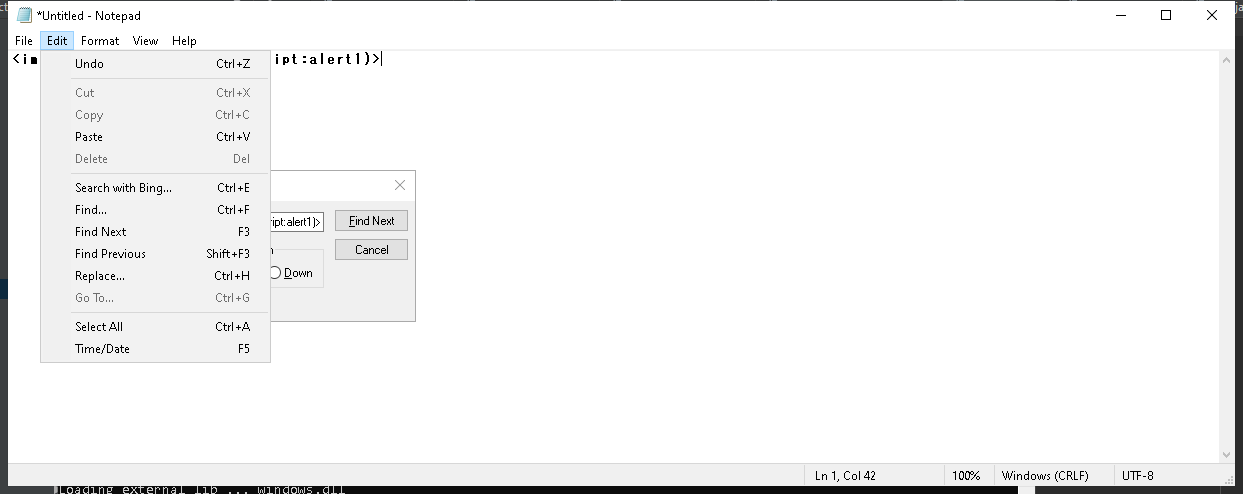 *Untitled - Notepad
File Edit Format View Help
<im ipt:alert1)>
Undo Ctrl+Z
Cut Ctrl+X
Copy Ctrl+C
Paste Ctrl+V
Delete Del
Search with Bing... Ctrl+E
Find... Ctrl+F
Find Next F3
Find Previous Shift+F3
Replace... Ctrl+H
Go To... Ctrl+G
Select All Ctrl+A
Time/Date F5
ript:alert1)> Find Next
Cancel
Down
Ln 1, Col 42 100% Windows (CRLF) UTF-8
Loading external lib ... windows.dll